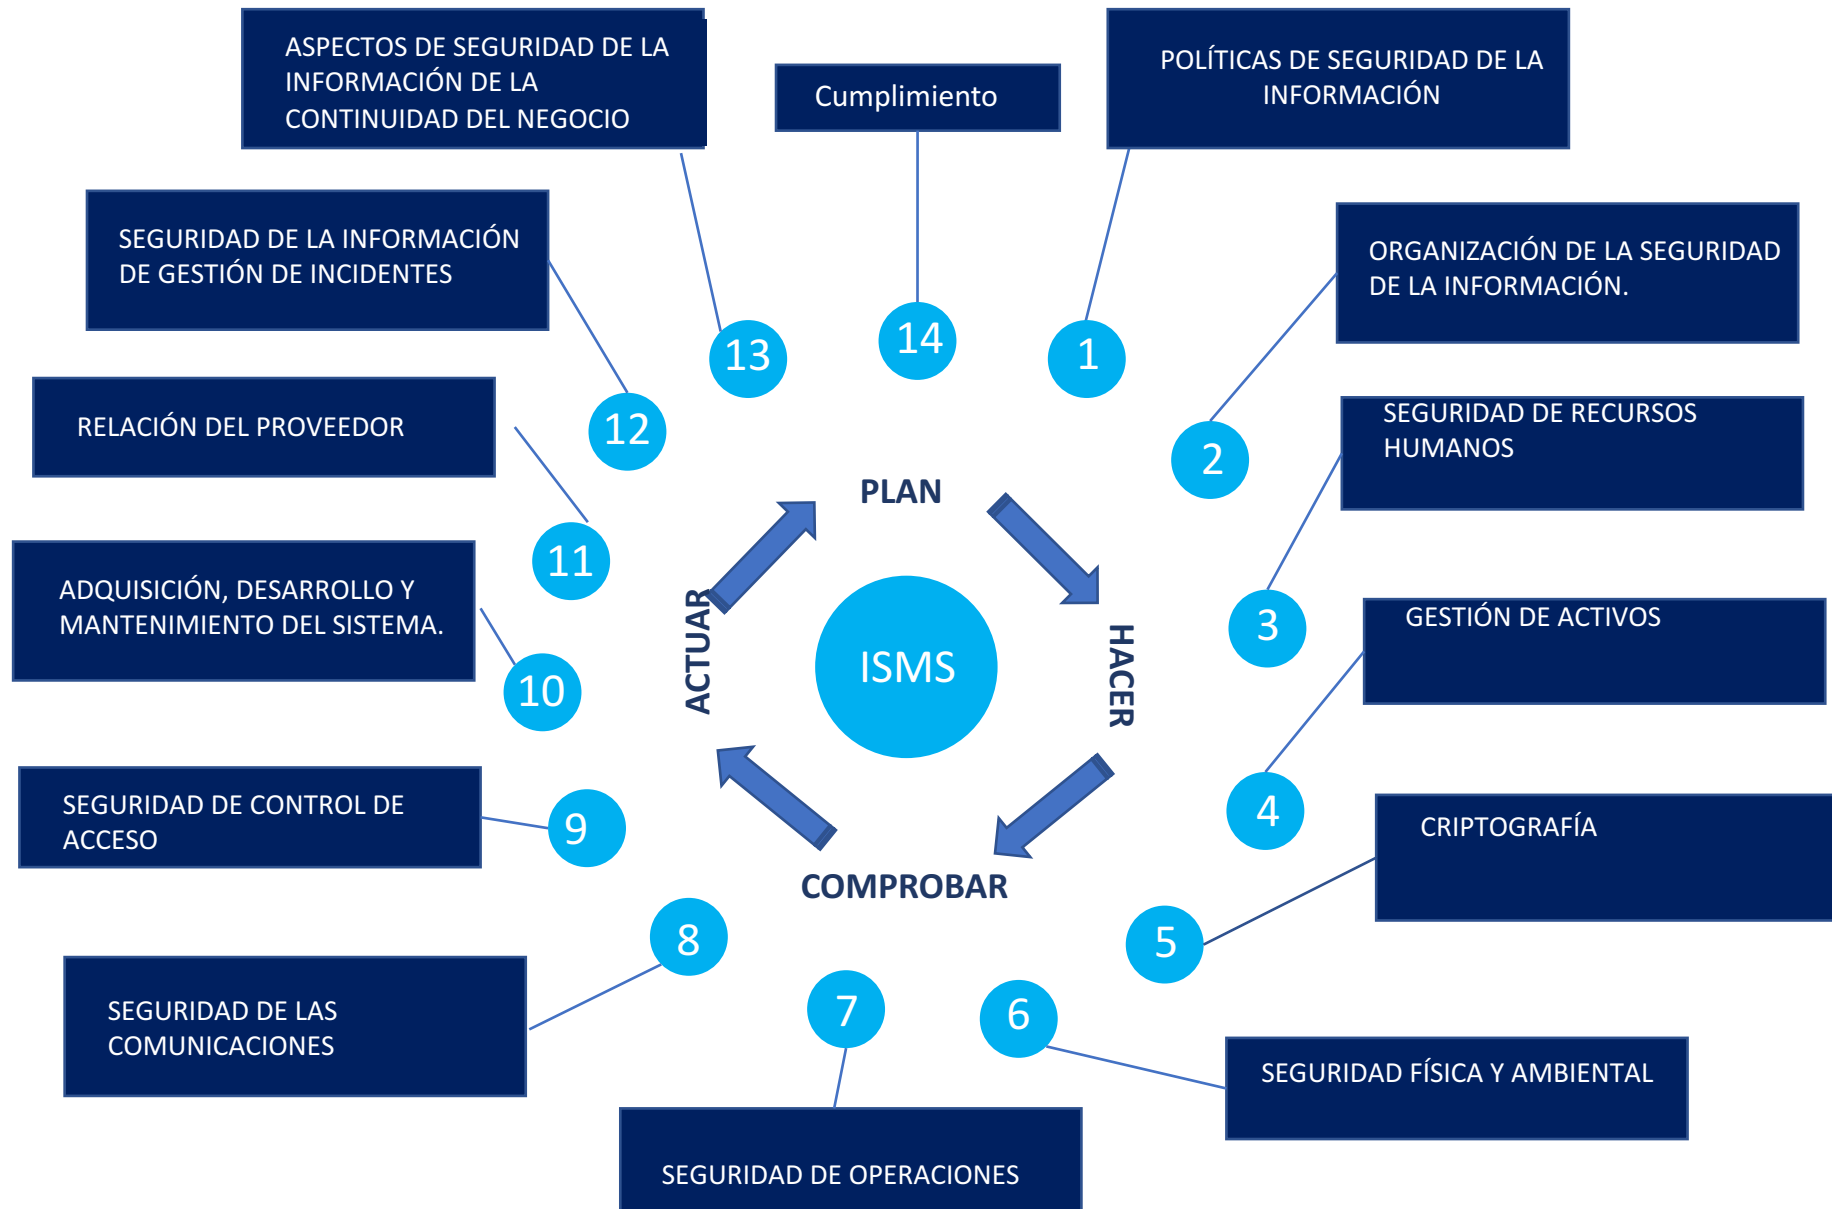 ASPECTOS DE SEGURIDAD DE LA
INFORMACIÓN DE LA
CONTINUIDAD DEL NEGOCIO
Cumplimiento
POLÍTICAS DE SEGURIDAD DE LA
INFORMACIÓN
SEGURIDAD DE LA INFORMACIÓN
DE GESTIÓN DE INCIDENTES
ORGANIZACIÓN DE LA SEGURIDAD
DE LA INFORMACIÓN.
13
14
1
RELACIÓN DEL PROVEEDOR
12
2
SEGURIDAD DE RECURSOS
HUMANOS
PLAN
11
ADQUISICIÓN, DESARROLLO Y
MANTENIMIENTO DEL SISTEMA.
10
ACTUAR
ISMS
HACER
3
GESTIÓN DE ACTIVOS
SEGURIDAD DE CONTROL DE
ACCESO
9
4
CRIPTOGRAFÍA
COMPROBAR
8
5
SEGURIDAD DE LAS
COMUNICACIONES
7
6
SEGURIDAD FÍSICA Y AMBIENTAL
SEGURIDAD DE OPERACIONES